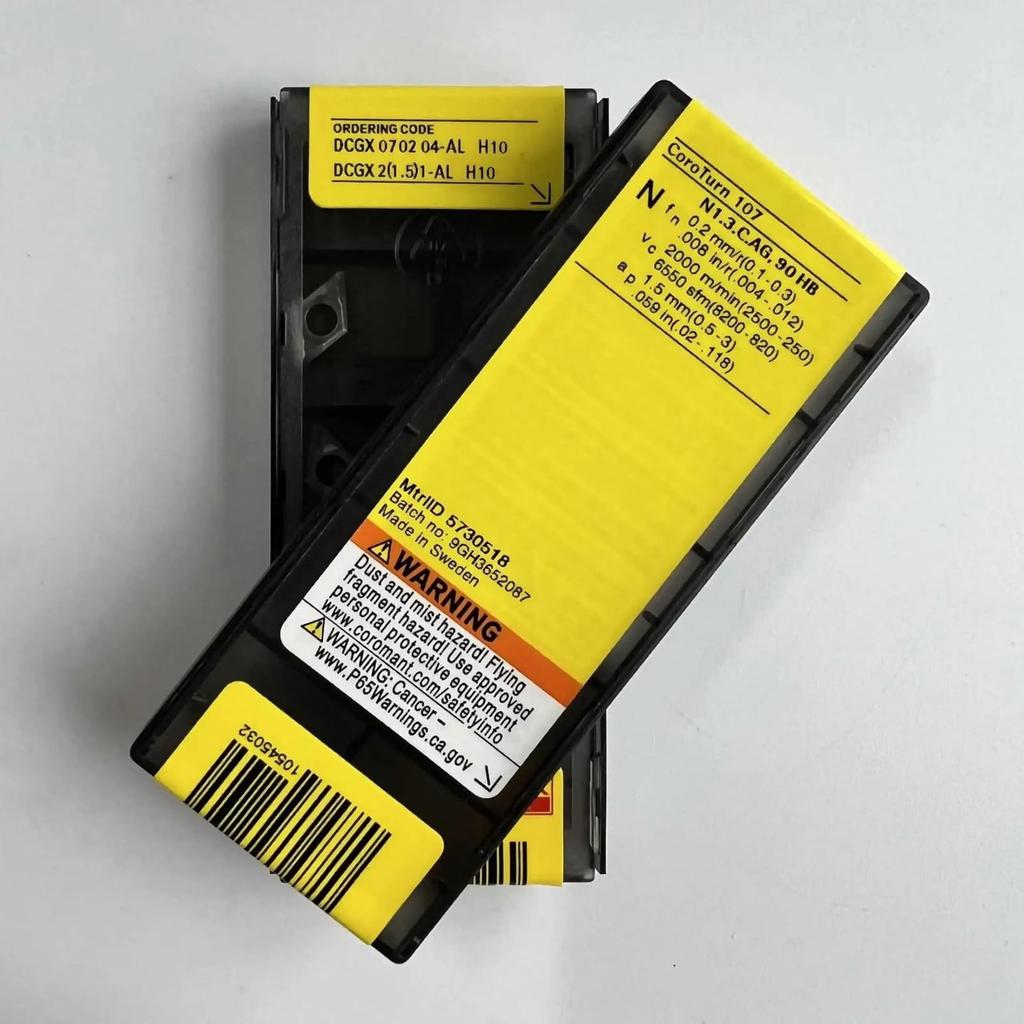 ORDERING CODE
DCGX 07 02 04-AL H10
DCGX 2(1.5)1-AL H10
CoroTurn 107
N1.3.C.AG, 90 HB
N fn 0.2 mm/r(0.1-0.3)
.008 in/r(.004-.012)
vc 2000 m/min(2500-250)
6550 sfm(8200-820)
ap 1.5 mm(0.5-3)
.059 in(.02-.118)
MtrlID 5730518
Batch no: 9GH3652087
Made in Sweden
WARNING
Dust and mist hazard! Flying
fragment hazard! Use approved
personal protective equipment
www.coromant.com/safetyinfo
WARNING: Cancer –
www.P65Warnings.ca.gov
10545032